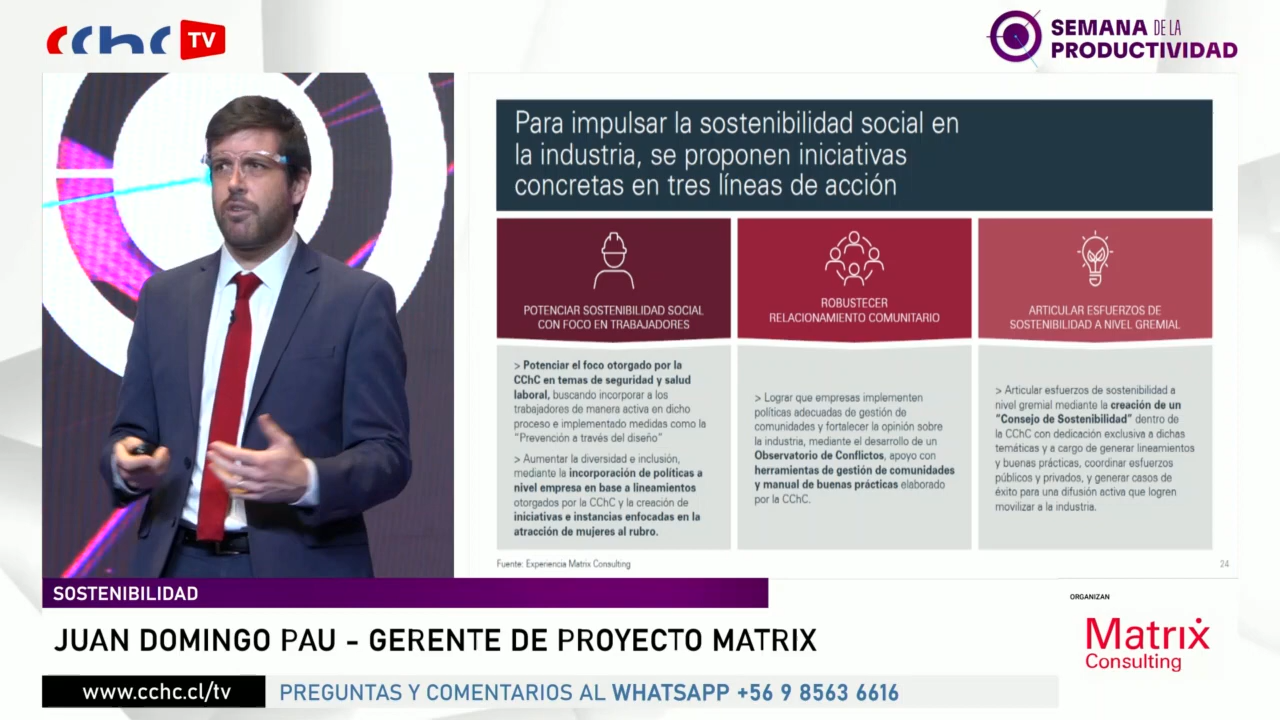 cchc TV
SEMANA DE LA
PRODUCTIVIDAD
Para impulsar la sostenibilidad social en
la industria, se proponen iniciativas
concretas en tres líneas de acción
POTENCIAR SOSTENIBILIDAD SOCIAL
CON FOCO EN TRABAJADORES
> Potenciar el foco otorgado por la
CChC en temas de seguridad y salud
laboral, buscando incorporar a los
trabajadores de manera activa en dicho
proceso e implementado medidas como la
"Prevención a través del diseño"
> Aumentar la diversidad e inclusión,
mediante la incorporación de políticas a
nivel empresa en base a lineamientos
otorgados por la CChC y la creación de
iniciativas e instancias enfocadas en la
atracción de mujeres al rubro.
ROBUSTECER
RELACIONAMIENTO COMUNITARIO
> Lograr que empresas implementen
políticas adecuadas de gestión de
comunidades y fortalecer la opinión sobre
la industria, mediante el desarrollo de un
Observatorio de Conflictos, apoyo con
herramientas de gestión de comunidades
y manual de buenas prácticas elaborado
por la CChC.
ARTICULAR ESFUERZOS DE
SOSTENIBILIDAD A NIVEL GREMIAL
> Articular esfuerzos de sostenibilidad a
nivel gremial mediante la creación de un
"Consejo de Sostenibilidad" dentro de
la CChC con dedicación exclusiva a dichas
temáticas y a cargo de generar lineamientos
y buenas prácticas, coordinar esfuerzos
públicos y privados, y generar casos de
éxito para una difusión activa que logren
movilizar a la industria.
Fuente: Experiencia Matrix Consulting
24
SOSTENIBILIDAD
JUAN DOMINGO PAU - GERENTE DE PROYECTO MATRIX
www.cchc.cl/tv
PREGUNTAS Y COMENTARIOS AL WHATSAPP +56 9 8563 6616
ORGANIZAN
Matrix
Consulting